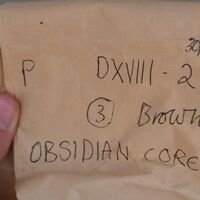 30
P DXVIII - 2
③ Brown
OBSIDIAN CORE